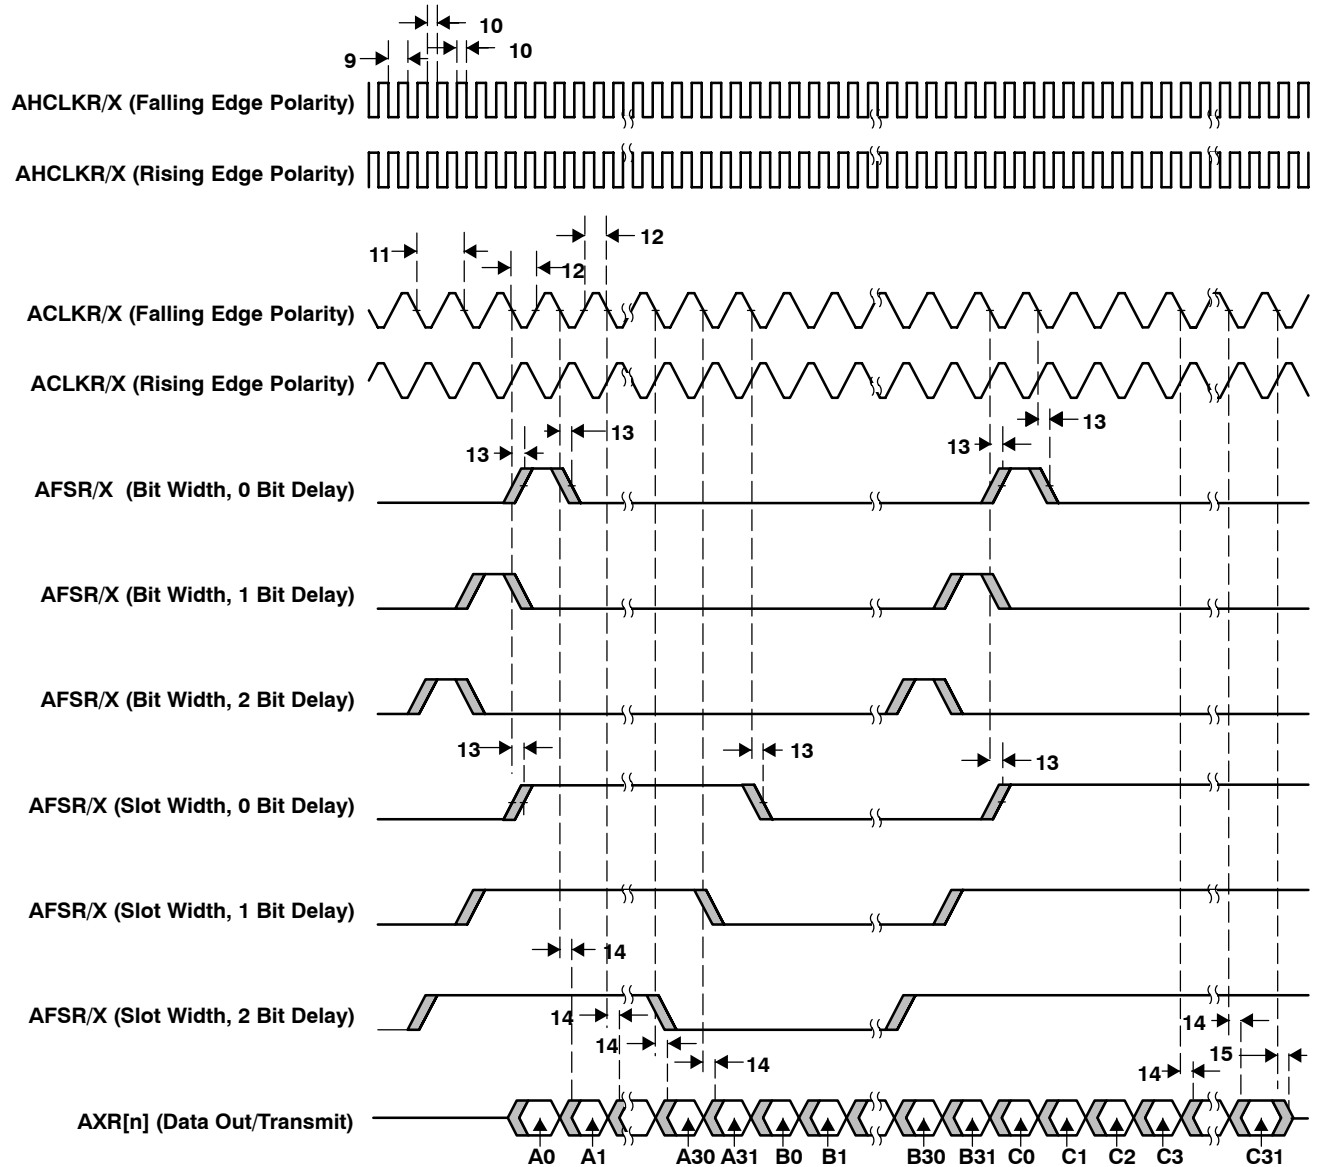 10
10
9
AHCLKR/X (Falling Edge Polarity)
AHCLKR/X (Rising Edge Polarity)
12
11
12
ACLKR/X (Falling Edge Polarity)
ACLKR/X (Rising Edge Polarity)
13
13
13
13
AFSR/X (Bit Width, 0 Bit Delay)
AFSR/X (Bit Width, 1 Bit Delay)
AFSR/X (Bit Width, 2 Bit Delay)
13
13
13
AFSR/X (Slot Width, 0 Bit Delay)
AFSR/X (Slot Width, 1 Bit Delay)
14
AFSR/X (Slot Width, 2 Bit Delay)
14
14
14
15
14
14
AXR[n] (Data Out/Transmit)
A0 A1 A30 A31 B0 B1 B30 B31 C0 C1 C2 C3 C31